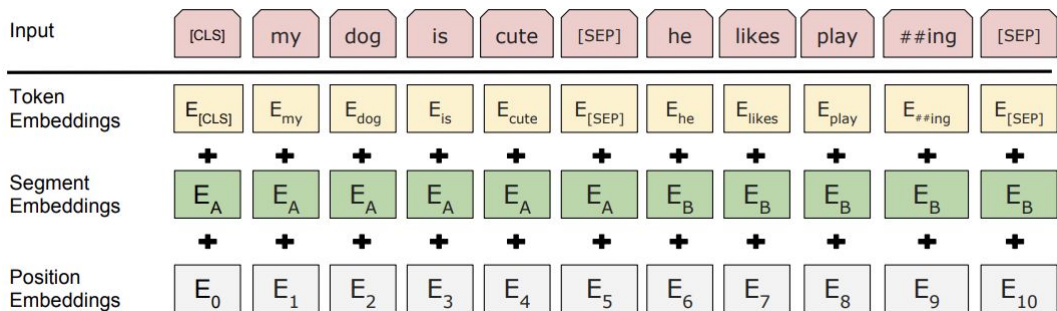 Input [CLS] my dog is cute [SEP] he likes play ##ing [SEP]
Token Embeddings E[CLS] Emy Edog Eis Ecute E[SEP] Ehe Elikes Eplay E##ing E[SEP]
+ + + + + + + + + + +
Segment Embeddings EA EA EA EA EA EA EB EB EB EB EB
+ + + + + + + + + + +
Position Embeddings E0 E1 E2 E3 E4 E5 E6 E7 E8 E9 E10